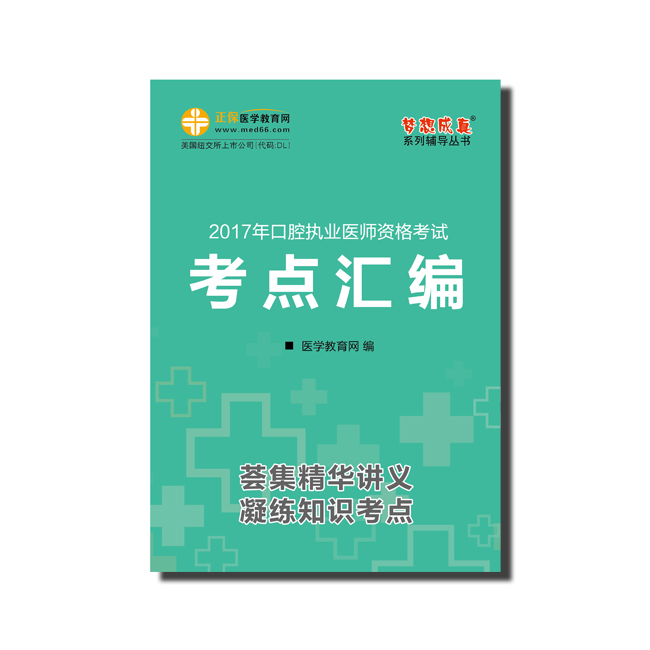 正保医学教育网
www.med66.com
美国纽交所上市公司(代码:DL)
梦想成真®
系列辅导丛书
2017年口腔执业医师资格考试
考点汇编
■ 医学教育网 编
荟集精华讲义
凝练知识考点